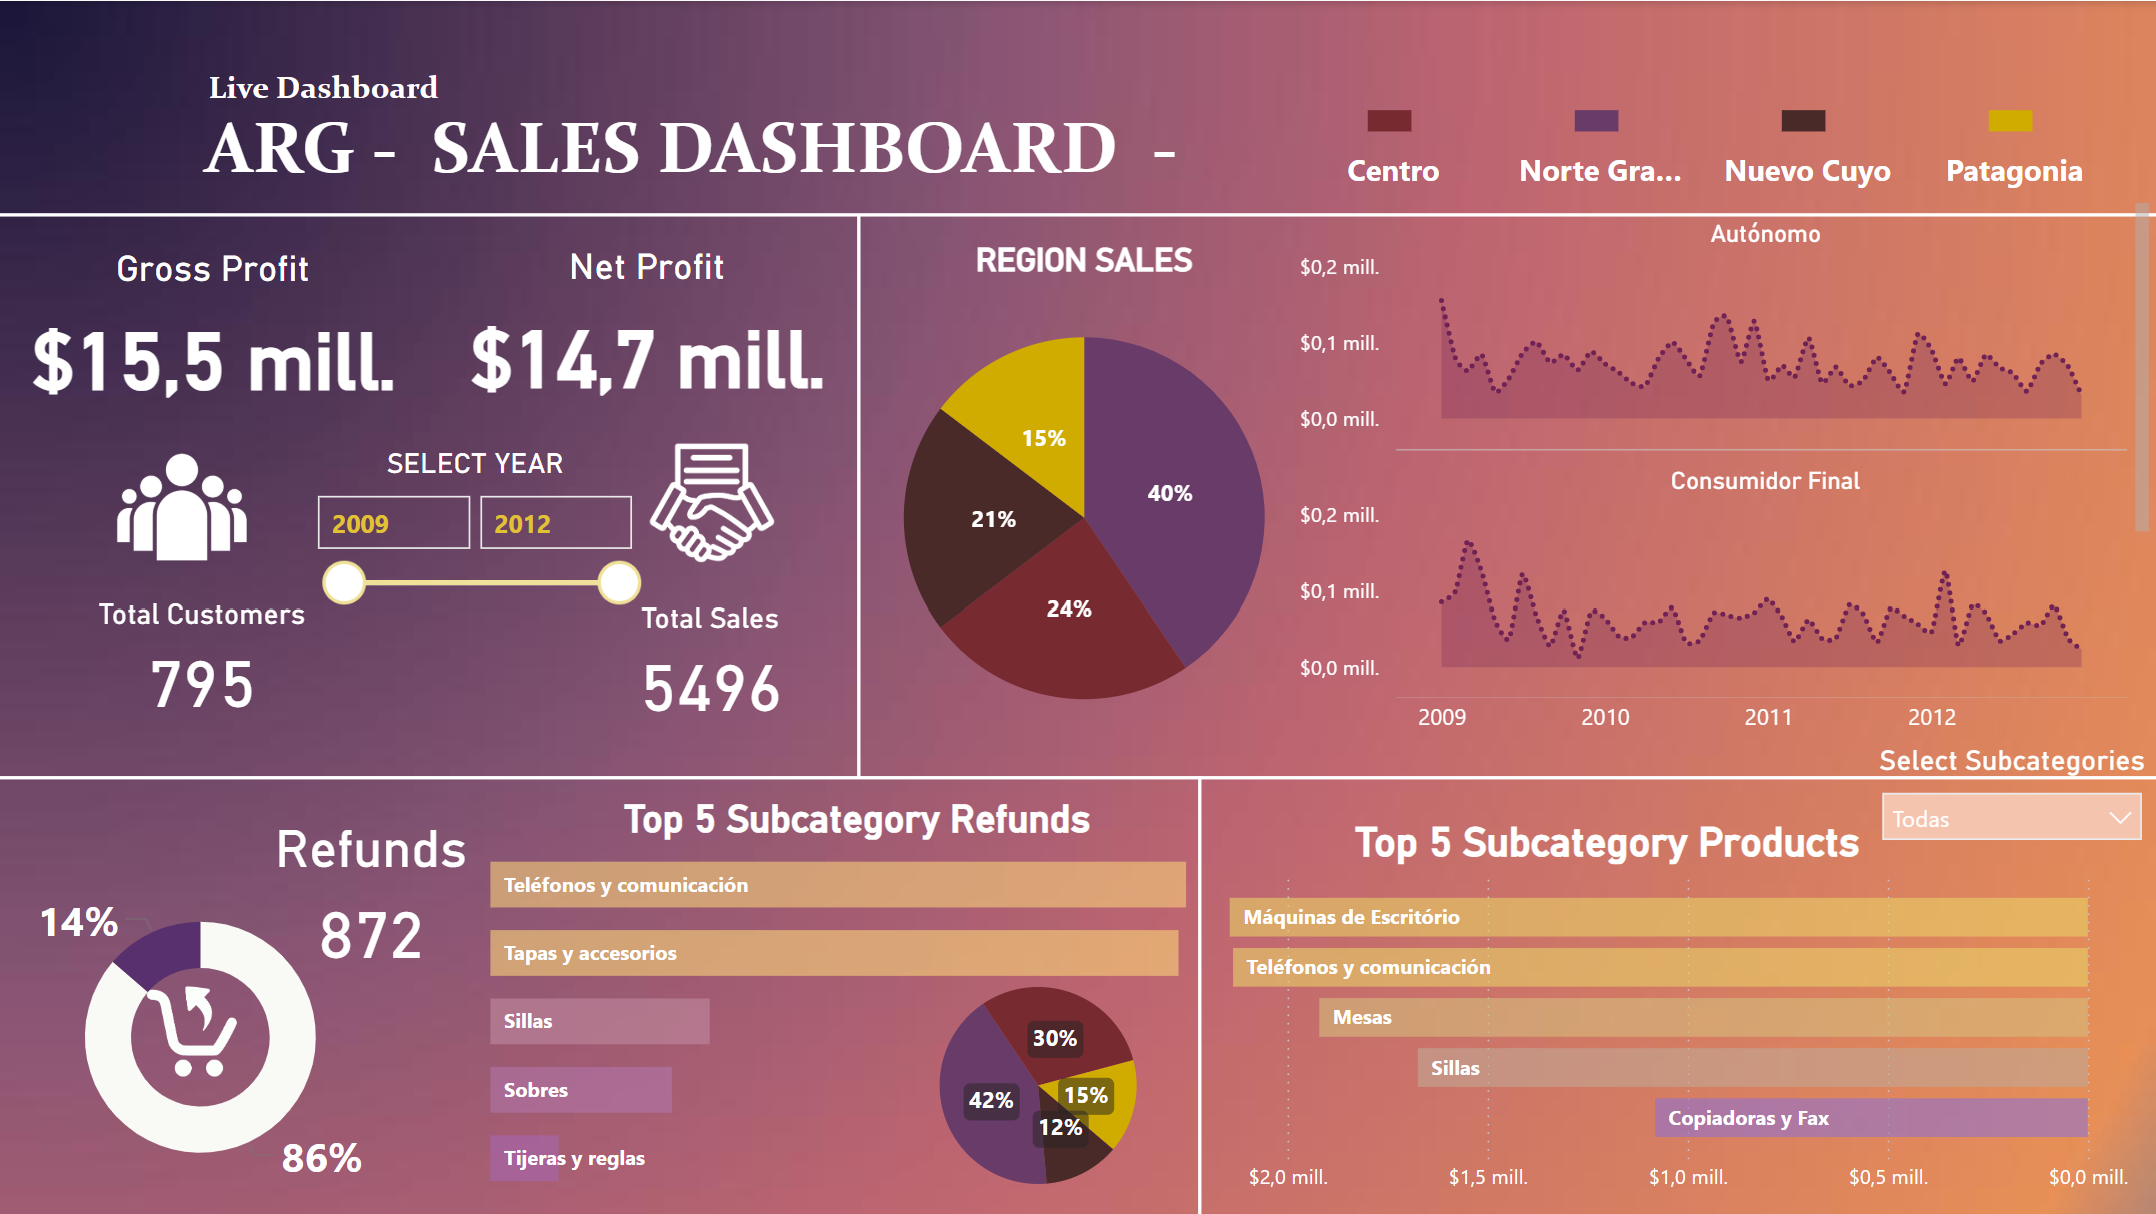 Live Dashboard
ARG - SALES DASHBOARD -
Centro
Norte Gra...
Nuevo Cuyo
Patagonia
Gross Profit
Net Profit
$15,5 mill.
$14,7 mill.
SELECT YEAR
2009
2012
Total Customers
Total Sales
795
5496
REGION SALES
15%
40%
21%
24%
Autónomo
$0,2 mill.
$0,1 mill.
$0,0 mill.
Consumidor Final
$0,2 mill.
$0,1 mill.
$0,0 mill.
2009
2010
2011
2012
Select Subcategories
Todas
Refunds
872
14%
86%
Top 5 Subcategory Refunds
Teléfonos y comunicación
Tapas y accesorios
Sillas
Sobres
Tijeras y reglas
30%
42%
15%
12%
Top 5 Subcategory Products
Máquinas de Escritório
Teléfonos y comunicación
Mesas
Sillas
Copiadoras y Fax
$2,0 mill.
$1,5 mill.
$1,0 mill.
$0,5 mill.
$0,0 mill.